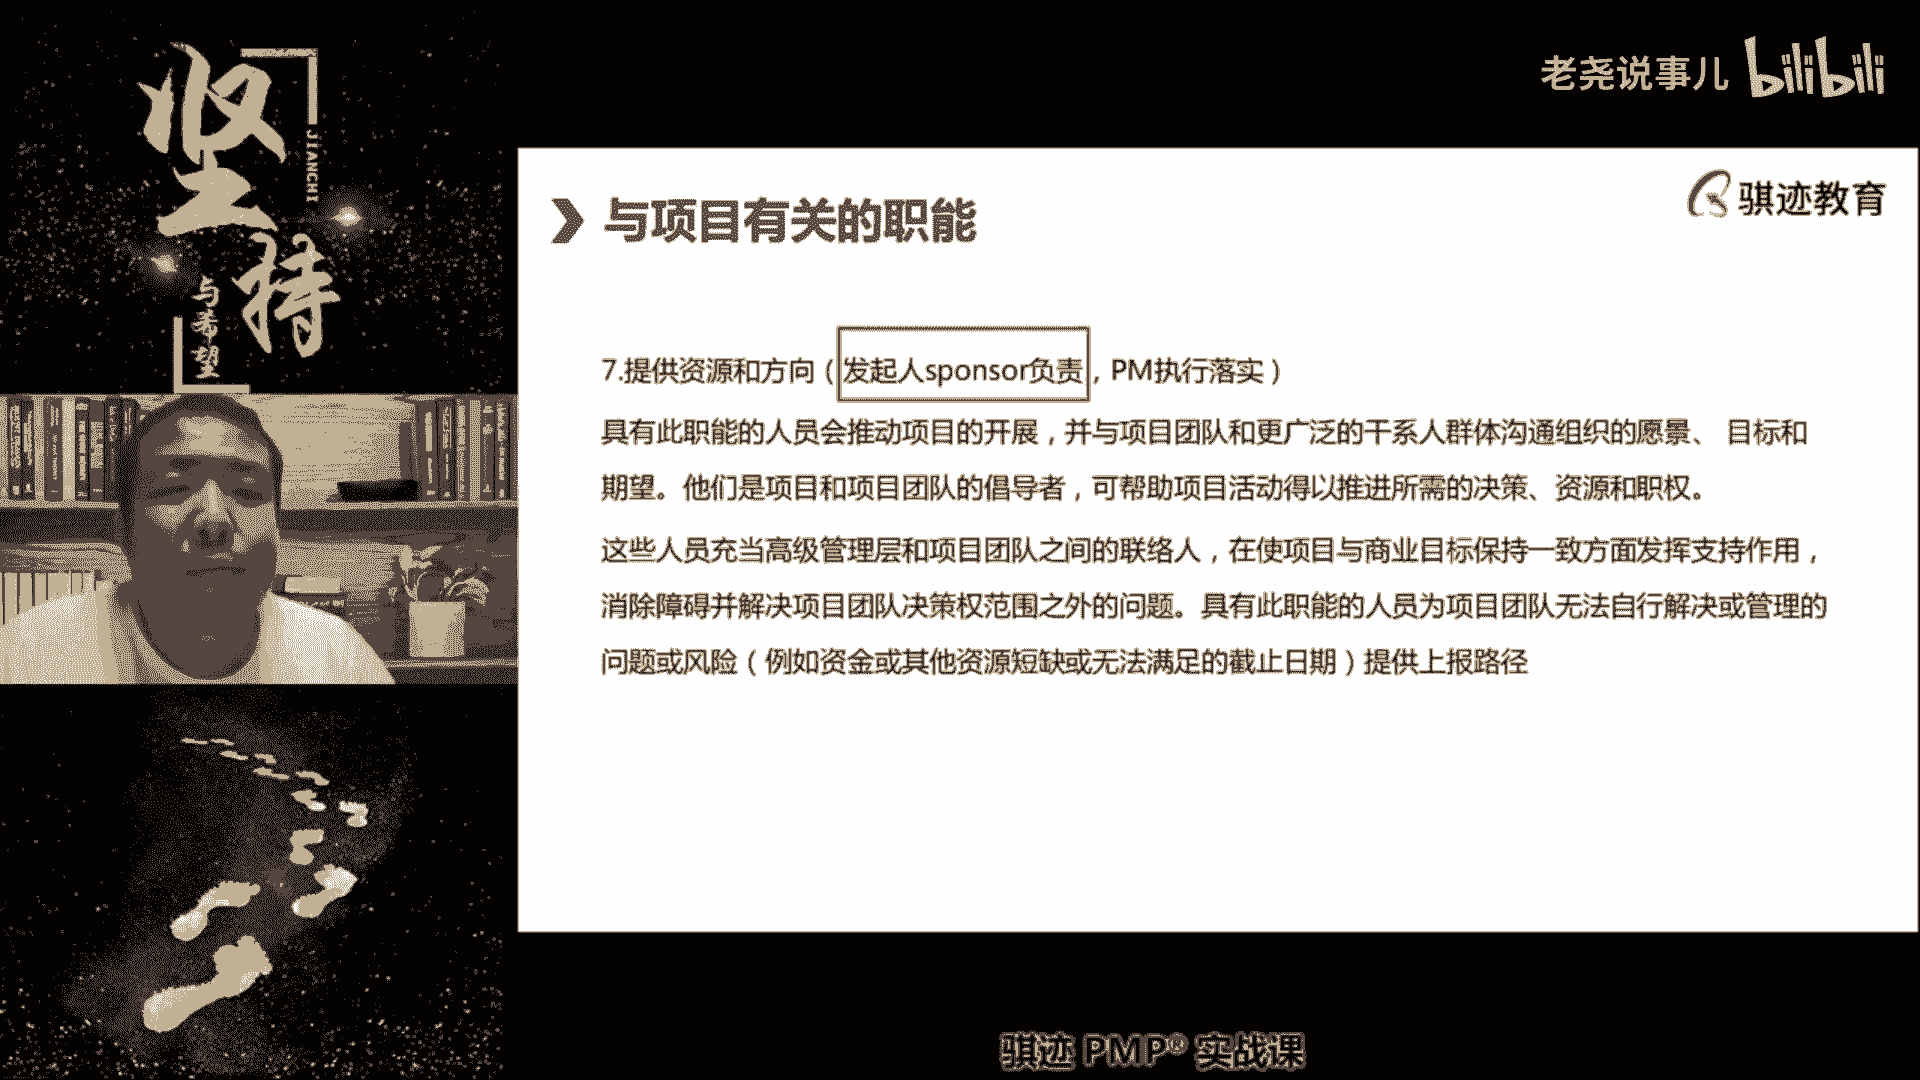 坚持
JIANCHI
与希望
老尧说事儿 bilibili
骐迹教育
与项目有关的职能
7.提供资源和方向（发起人sponsor负责，PM执行落实）
具有此职能的人员会推动项目的开展，并与项目团队和更广泛的干系人群体沟通组织的愿景、 目标和
期望。他们是项目和项目团队的倡导者，可帮助项目活动得以推进所需的决策、资源和职权。
这些人员充当高级管理层和项目团队之间的联络人，在使项目与商业目标保持一致方面发挥支持作用，
消除障碍并解决项目团队决策权范围之外的问题。具有此职能的人员为项目团队无法自行解决或管理的
问题或风险（例如资金或其他资源短缺或无法满足的截止日期）提供上报路径
骐迹 PMP® 实战课